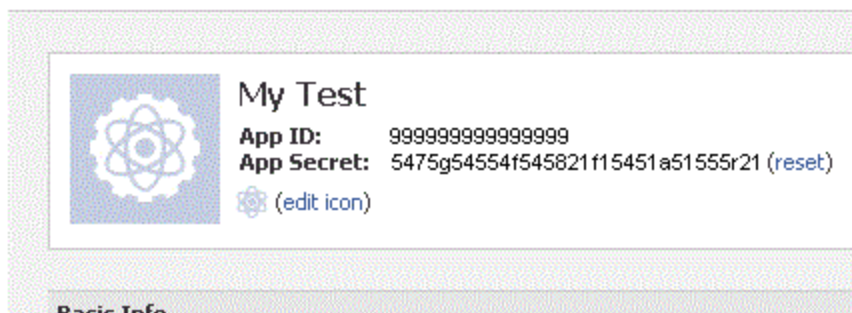 My Test
App ID: 999999999999999
App Secret: 5475g54554f545821f15451a51555r21 (reset)
(edit icon)
Basic Info